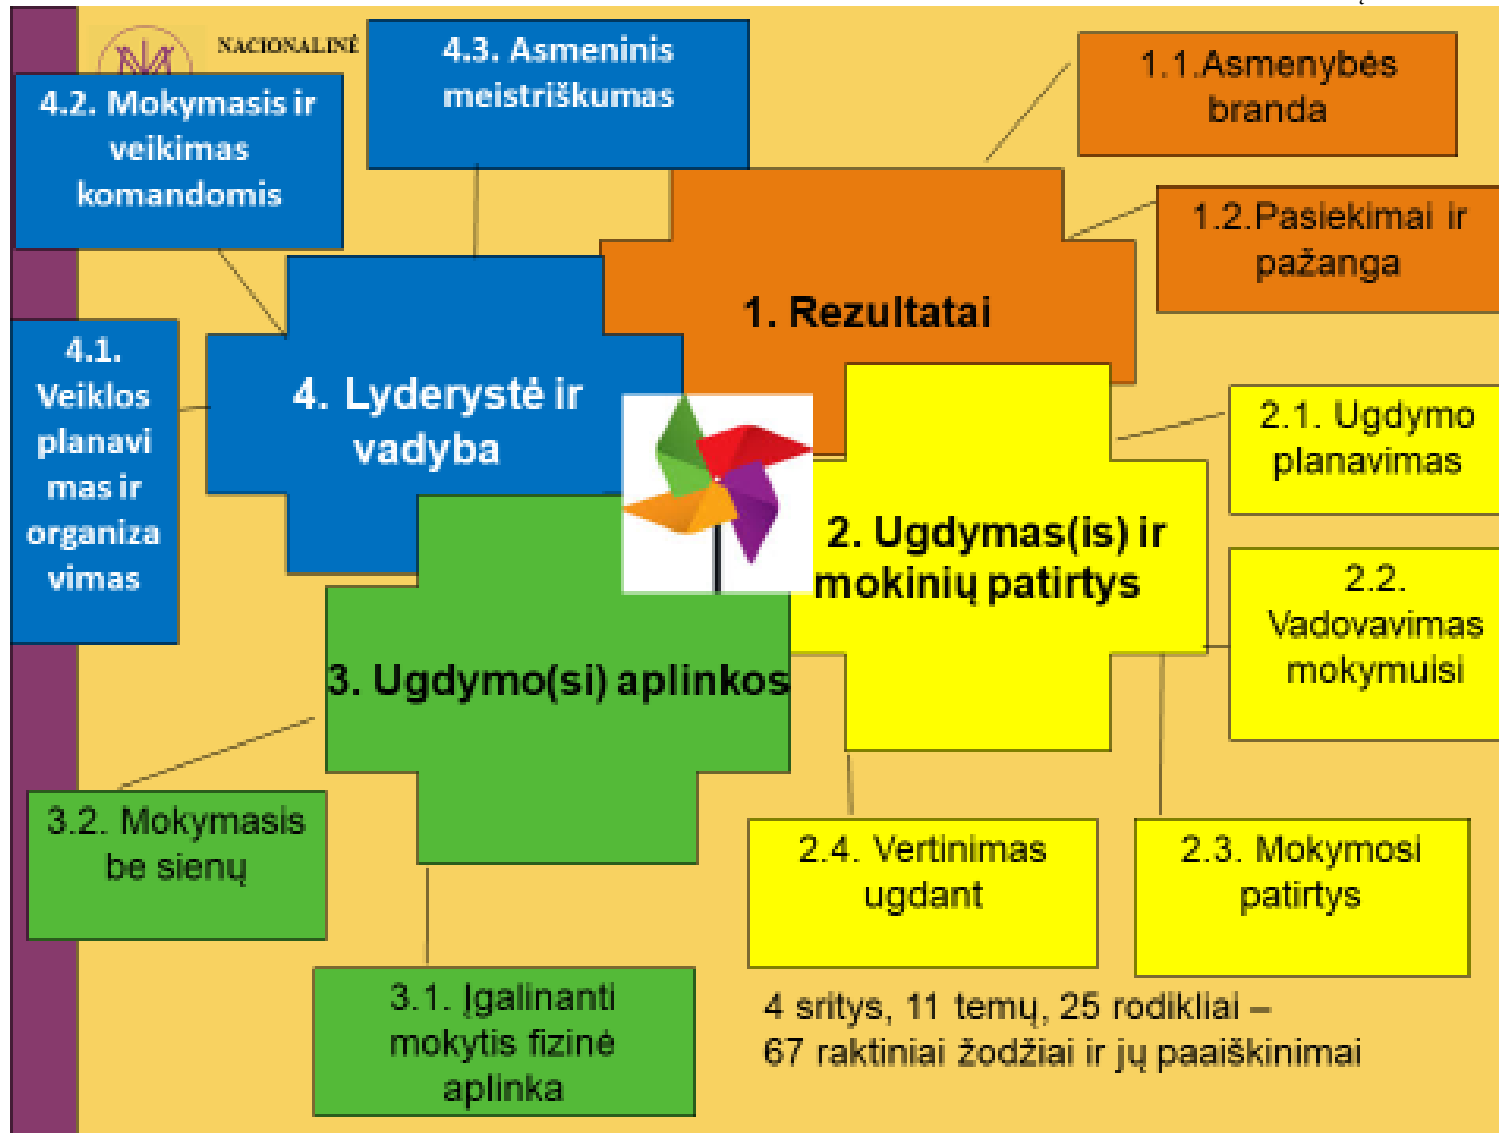 NACIONALINĖ
4.3. Asmeninis
meistriškumas
4.2. Mokymasis ir
veikimas
komandomis
4.1.
Veiklos
planavi
mas ir
organiza
vimas
4. Lyderystė ir
vadyba
1. Rezultatai
1.1.Asmenybės
branda
1.2.Pasiekimai ir
pažanga
2. Ugdymas(is) ir
mokinių patirtys
2.1. Ugdymo
planavimas
2.2.
Vadovavimas
mokymuisi
2.3. Mokymosi
patirtys
2.4. Vertinimas
ugdant
3. Ugdymo(si) aplinkos
3.2. Mokymasis
be sienų
3.1. Įgalinanti
mokytis fizinė
aplinka
4 sritys, 11 temų, 25 rodikliai –
67 raktiniai žodžiai ir jų paaiškinimai